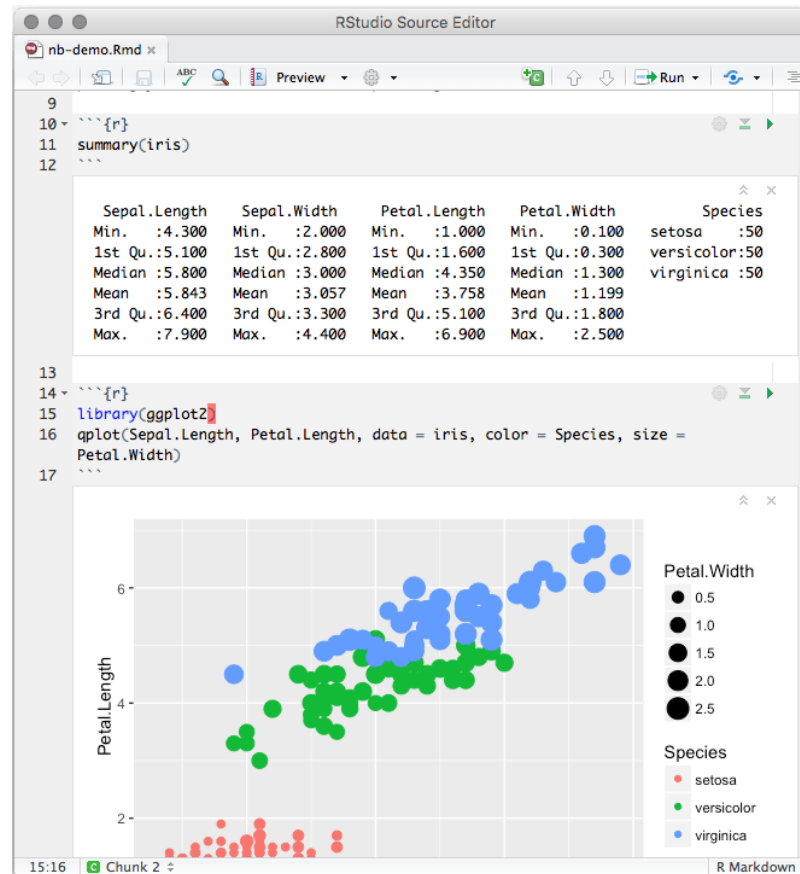 RStudio Source Editor
nb-demo.Rmd
ABC Preview Run
9
10 ```{r}
11 summary(iris)
12 ```
Sepal.Length Sepal.Width Petal.Length Petal.Width Species
Min. :4.300 Min. :2.000 Min. :1.000 Min. :0.100 setosa :50
1st Qu.:5.100 1st Qu.:2.800 1st Qu.:1.600 1st Qu.:0.300 versicolor:50
Median :5.800 Median :3.000 Median :4.350 Median :1.300 virginica :50
Mean :5.843 Mean :3.057 Mean :3.758 Mean :1.199
3rd Qu.:6.400 3rd Qu.:3.300 3rd Qu.:5.100 3rd Qu.:1.800
Max. :7.900 Max. :4.400 Max. :6.900 Max. :2.500
13
14 ```{r}
15 library(ggplot2)
16 qplot(Sepal.Length, Petal.Length, data = iris, color = Species, size =
Petal.Width)
17 ```
Petal.Length
6
4
2
Petal.Width
0.5
1.0
1.5
2.0
2.5
Species
setosa
versicolor
virginica
15:16 C Chunk 2 R Markdown